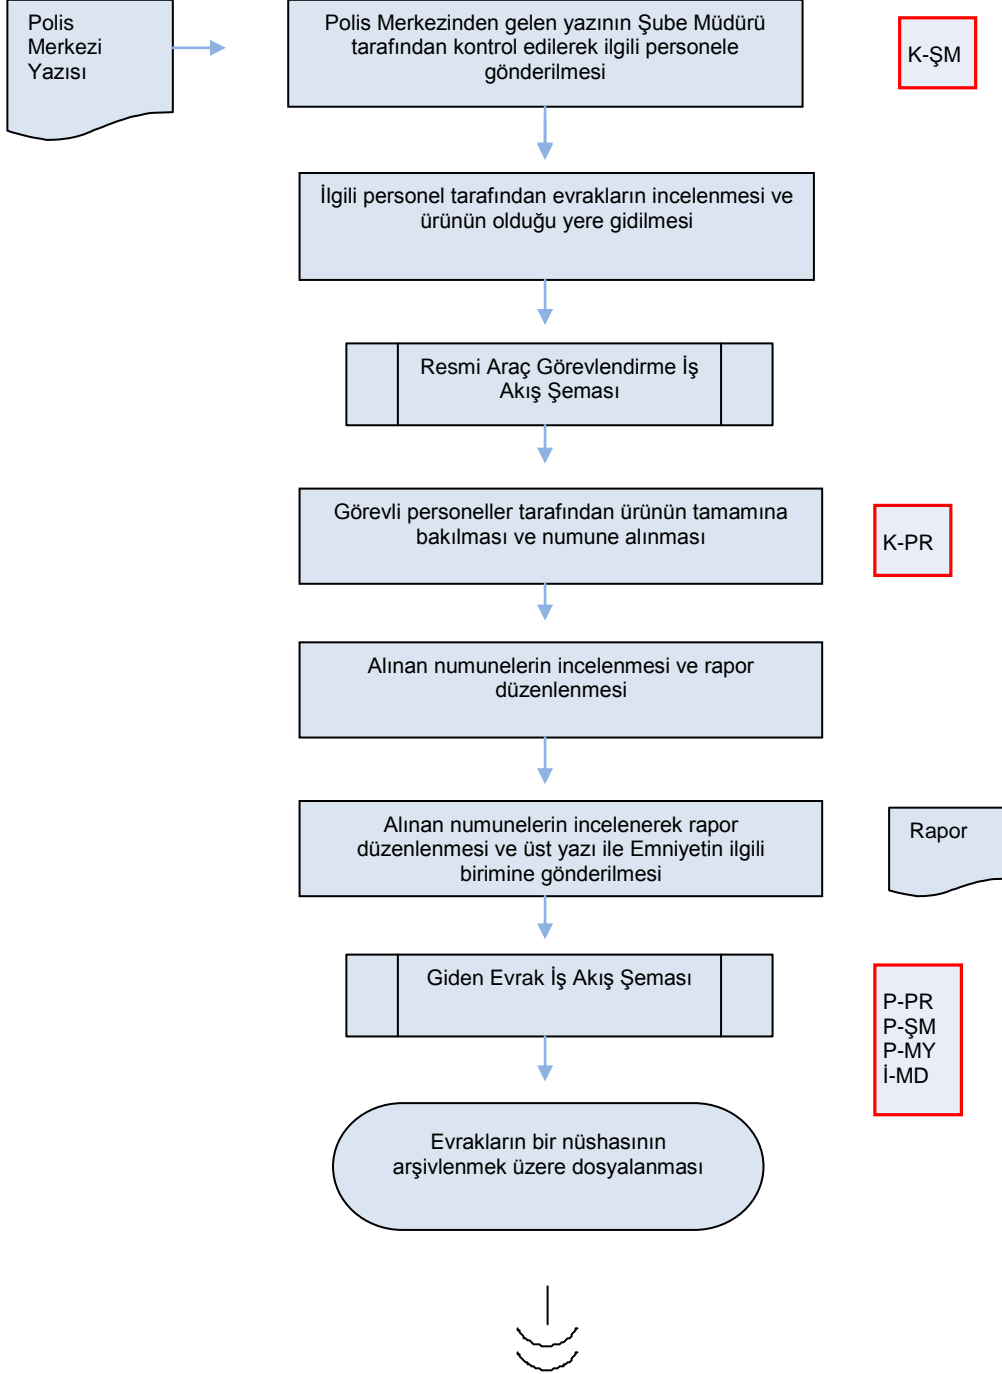 Polis
Merkezi
Yazısı
Polis Merkezinden gelen yazının Şube Müdürü
tarafından kontrol edilerek ilgili personele
gönderilmesi
K-ŞM
İlgili personel tarafından evrakların incelenmesi ve
ürünün olduğu yere gidilmesi
Resmi Araç Görevlendirme İş
Akış Şeması
Görevli personeller tarafından ürünün tamamına
bakılması ve numune alınması
K-PR
Alınan numunelerin incelenmesi ve rapor
düzenlenmesi
Alınan numunelerin incelenerek rapor
düzenlenmesi ve üst yazı ile Emniyetin ilgili
birimine gönderilmesi
Rapor
Giden Evrak İş Akış Şeması
P-PR
P-ŞM
P-MY
İ-MD
Evrakların bir nüshasının
arşivlenmek üzere dosyalanması